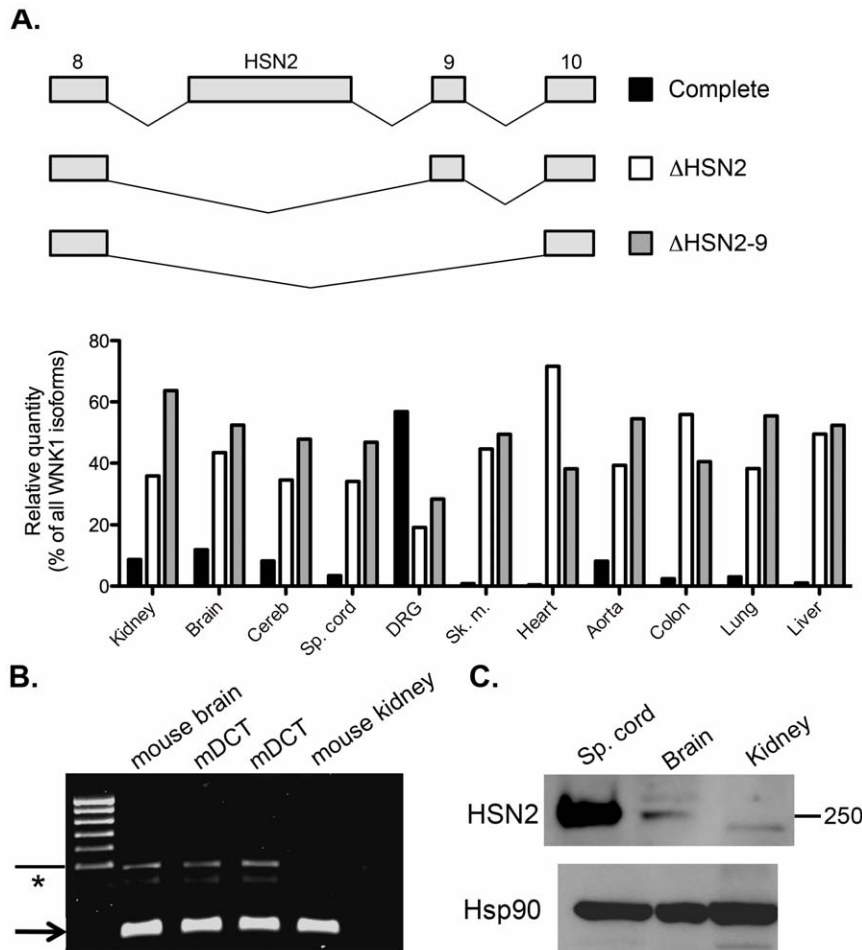 A.
8 HSN2 9 10
Complete
ΔHSN2
ΔHSN2-9
Relative quantity
(% of all WNK1 isoforms)
80
60
40
20
0
Kidney Brain Cereb Sp. cord DRG Sk. m. Heart Aorta Colon Lung Liver
B.
mouse brain mDCT mDCT mouse kidney
*
C.
Sp. cord Brain Kidney
HSN2 250
Hsp90